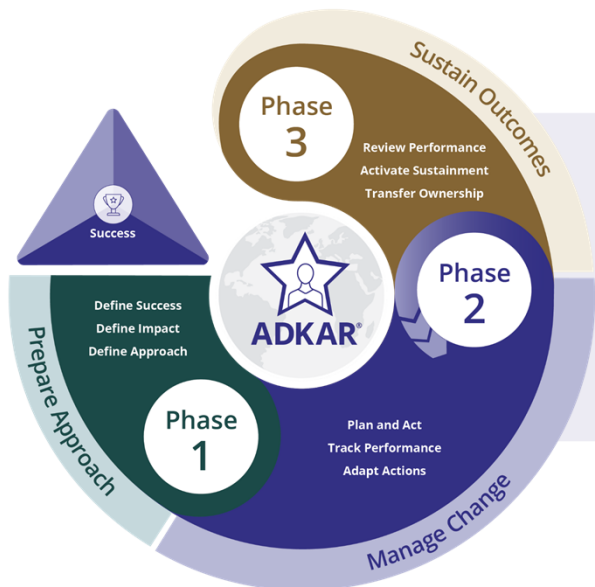 Success
Prepare Approach
Define Success
Define Impact
Define Approach
Phase
1
Manage Change
Phase
2
Plan and Act
Track Performance
Adapt Actions
Sustain Outcomes
Phase
3
Review Performance
Activate Sustainment
Transfer Ownership
ADKAR®